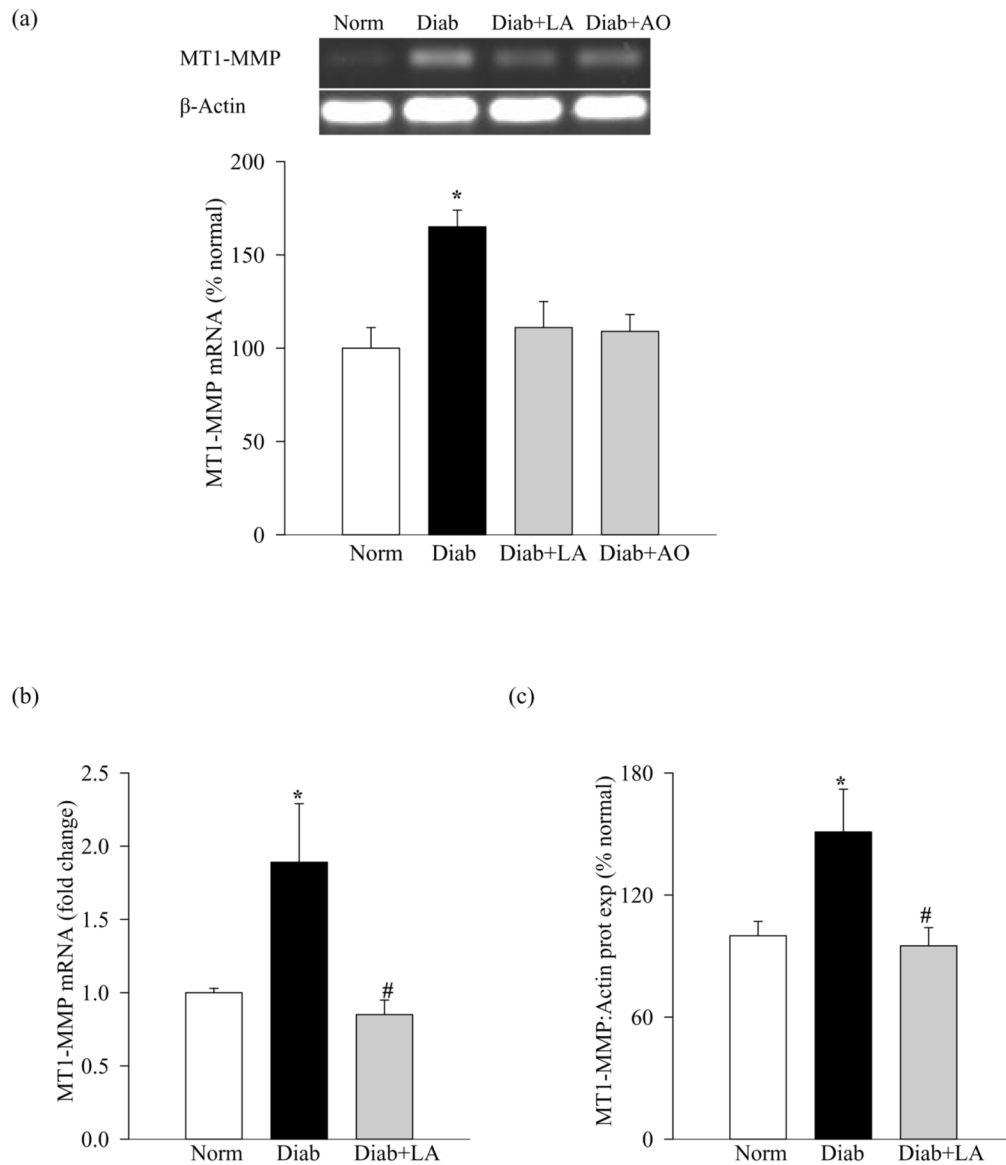 (a)
Norm Diab Diab+LA Diab+AO
MT1-MMP
β-Actin
MT1-MMP mRNA (% normal)
200
150
100
50
0
*
Norm Diab Diab+LA Diab+AO
(b)
MT1-MMP mRNA (fold change)
2.5
2.0
1.5
1.0
0.5
0.0
*
#
Norm Diab Diab+LA
(c)
MT1-MMP:Actin prot exp (% normal)
180
120
60
0
*
#
Norm Diab Diab+LA